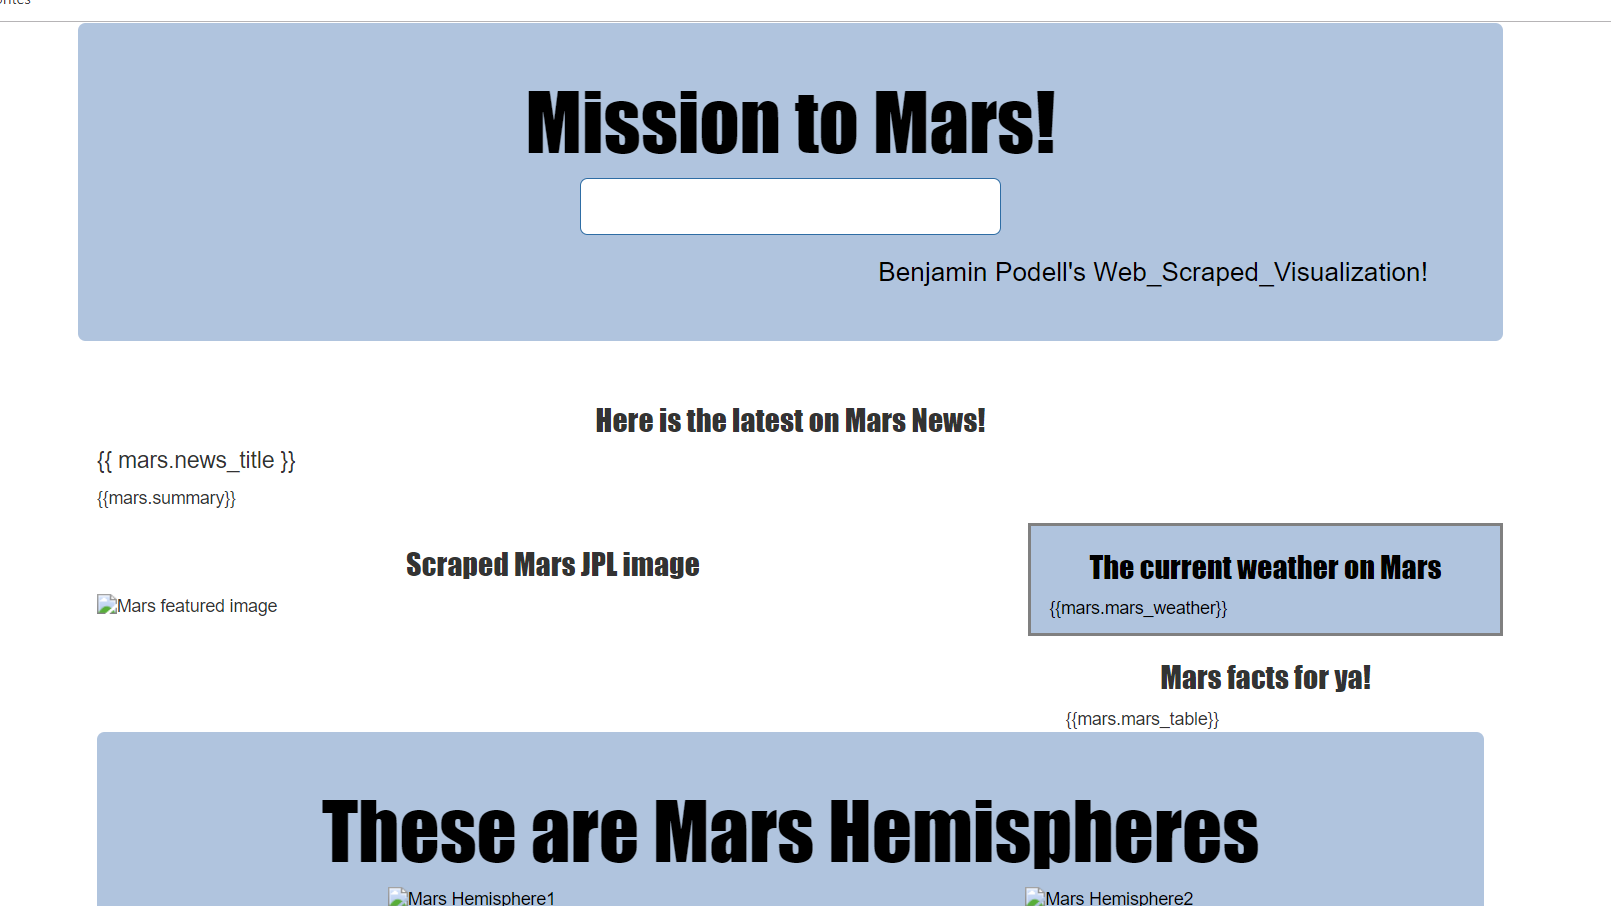 Mission to Mars!
Benjamin Podell's Web_Scraped_Visualization!
Here is the latest on Mars News!
{{ mars.news_title }}
{{mars.summary}}
Scraped Mars JPL image
Mars featured image
The current weather on Mars
{{mars.mars_weather}}
Mars facts for ya!
{{mars.mars_table}}
These are Mars Hemispheres
Mars Hemisphere1
Mars Hemisphere2